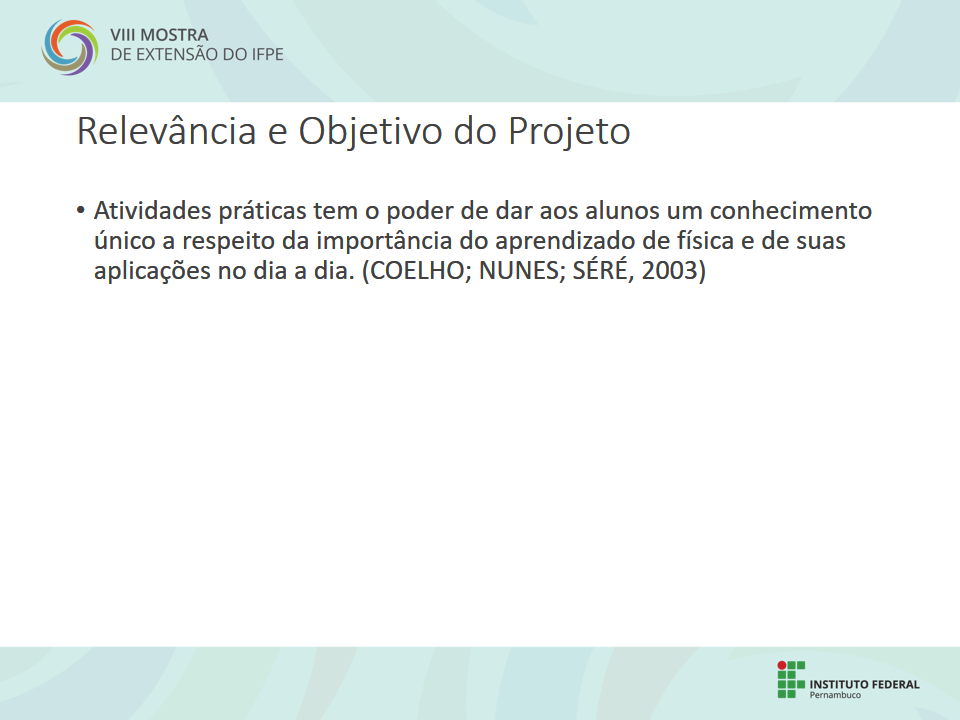 VIII MOSTRA
DE EXTENSÃO DO IFPE
Relevância e Objetivo do Projeto
• Atividades práticas tem o poder de dar aos alunos um conhecimento
único a respeito da importância do aprendizado de física e de suas
aplicações no dia a dia. (COELHO; NUNES; SÉRÉ, 2003)
INSTITUTO FEDERAL
Pernambuco